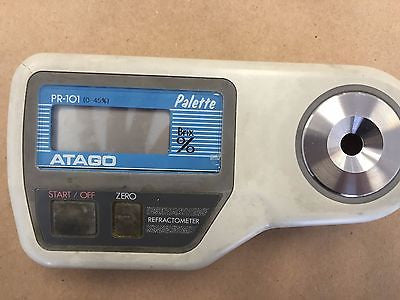 PR-101 (0-45%) Palette
Brix
%
ATAGO
START / OFF ZERO
REFRACTOMETER